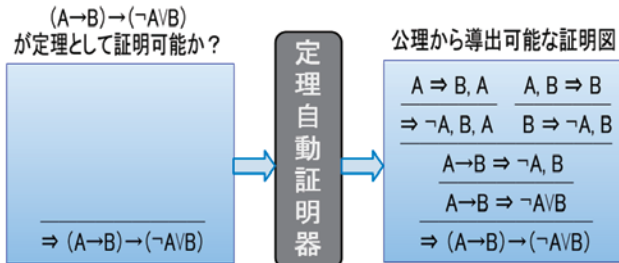 (A→B)→(¬A∨B)
が定理として証明可能か？
⇒ (A→B)→(¬A∨B)
定理自動証明器
公理から導出可能な証明図
A ⇒ B, A　A, B ⇒ B
⇒ ¬A, B, A　B ⇒ ¬A, B
A→B ⇒ ¬A, B
A→B ⇒ ¬A∨B
⇒ (A→B)→(¬A∨B)